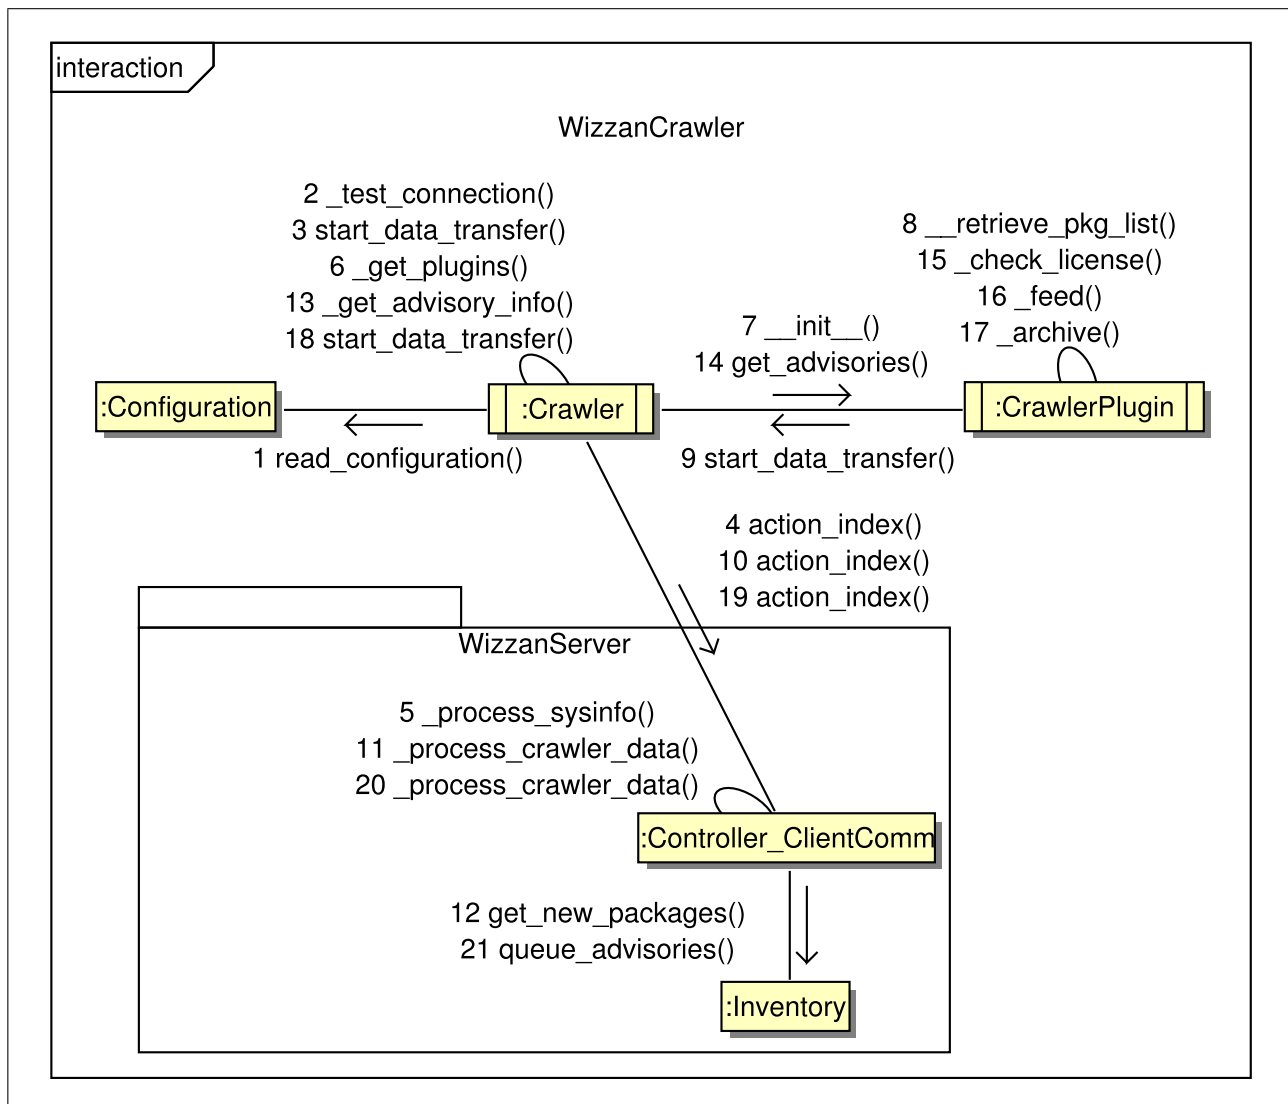 interaction
WizzanCrawler
2 _test_connection()
3 start_data_transfer()
6 _get_plugins()
13 _get_advisory_info()
18 start_data_transfer()
8 __retrieve_pkg_list()
15 _check_license()
16 _feed()
17 _archive()
7 __init__()
14 get_advisories()
:Configuration
:Crawler
:CrawlerPlugin
1 read_configuration()
9 start_data_transfer()
4 action_index()
10 action_index()
19 action_index()
WizzanServer
5 _process_sysinfo()
11 _process_crawler_data()
20 _process_crawler_data()
:Controller_ClientComm
12 get_new_packages()
21 queue_advisories()
:Inventory